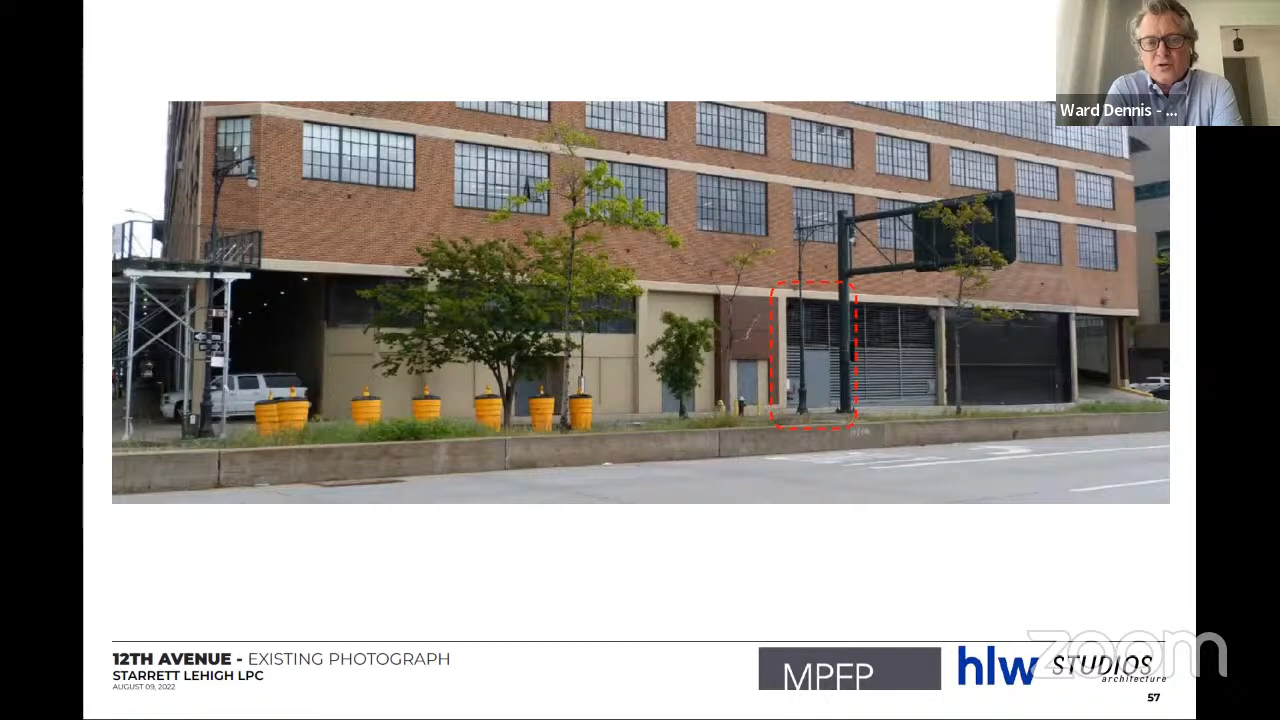 Ward Dennis - ...
12TH AVENUE - EXISTING PHOTOGRAPH
STARRETT LEHIGH LPC
AUGUST 09, 2022
MPFP
hlw
STUDIOS
architecture
zoom
57